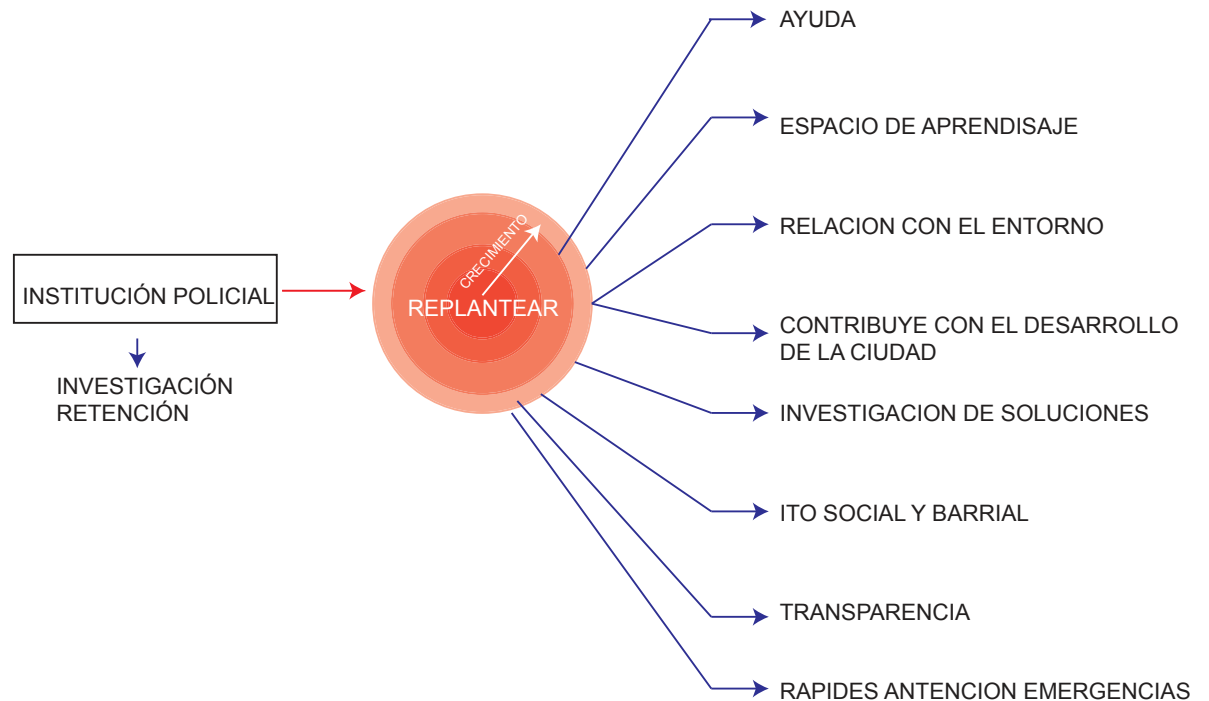 INSTITUCIÓN POLICIAL
INVESTIGACIÓN
RETENCIÓN
CRECIMIENTO
REPLANTEAR
AYUDA
ESPACIO DE APRENDISAJE
RELACION CON EL ENTORNO
CONTRIBUYE CON EL DESARROLLO
DE LA CIUDAD
INVESTIGACION DE SOLUCIONES
ITO SOCIAL Y BARRIAL
TRANSPARENCIA
RAPIDES ANTENCION EMERGENCIAS